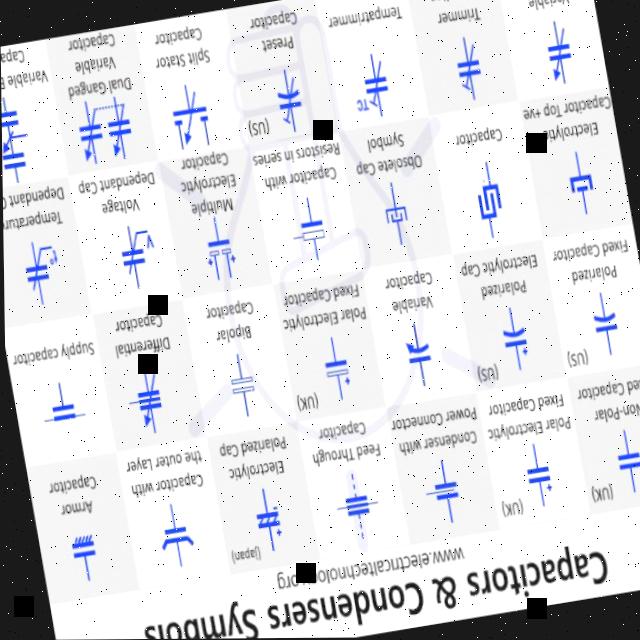 Capacitors & Condensers Symbols
www.electricaltechnology.org
(UK)
Non-Polar
Fixed Capacitor
(UK)
Polar Electrolytic
Fixed Capacitor
Condenser with
Power Connector
Feed Through
Capacitor
(japan)
Electrolytic
Polarized Cap
Capacitor with
the outer Layer
Armor
Capacitor
(US)
Polarized
Fixed Capacitor
(US)
Polarized
Electrolytic Cap
Variable
Capacitor
(UK)
Polar Electrolytic
Fixed Capacitor
Bipolar
Capacitor
Differential
Capacitor
Supply capacitor
Electrolytic
Capacitor Top +ve
Capacitor
Obsolete Cap
Symbol
Capacitor with
Resistors in series
Multiple
Electrolytic
Capacitor
V
Voltage
Dependant Cap
t
Temperature
Dependant
Variable
Trimmer
TC
Tempatrimmer
(US)
Preset
Capacitor
Split Stator
Capacitor
Dual-Ganged
Variable
Capacitor
Variable